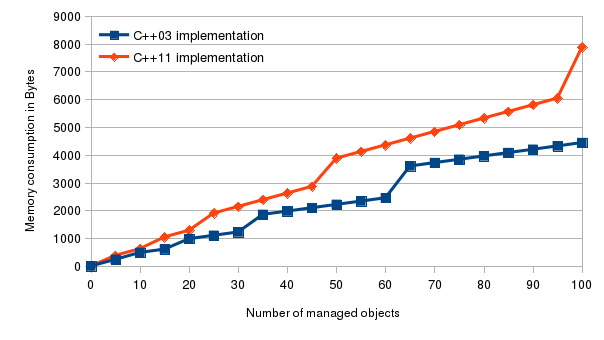 9000
8000
7000
6000
5000
4000
3000
2000
1000
0
C++03 implementation
C++11 implementation
Memory consumption in Bytes
0 10 20 30 40 50 60 70 80 90 100
Number of managed objects